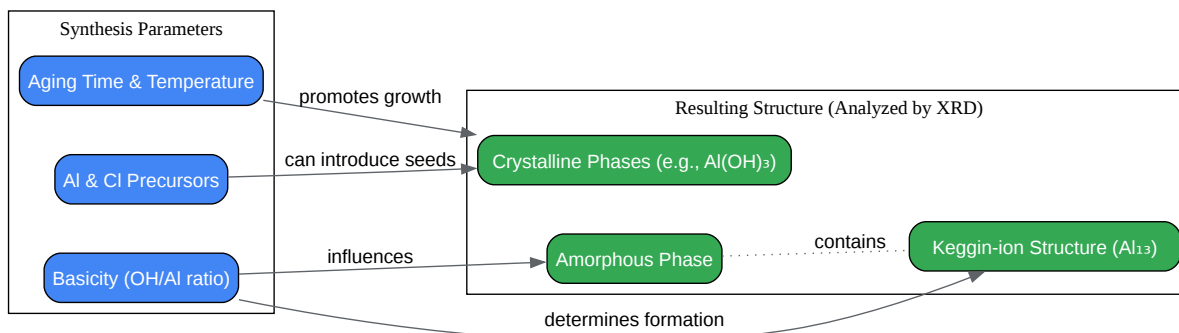 Synthesis Parameters
Aging Time & Temperature
promotes growth
Resulting Structure (Analyzed by XRD)
Al & Cl Precursors
can introduce seeds
Crystalline Phases (e.g., Al(OH)₃)
Basicity (OH/Al ratio)
influences
Amorphous Phase
contains
Keggin-ion Structure (Al₁₃)
determines formation